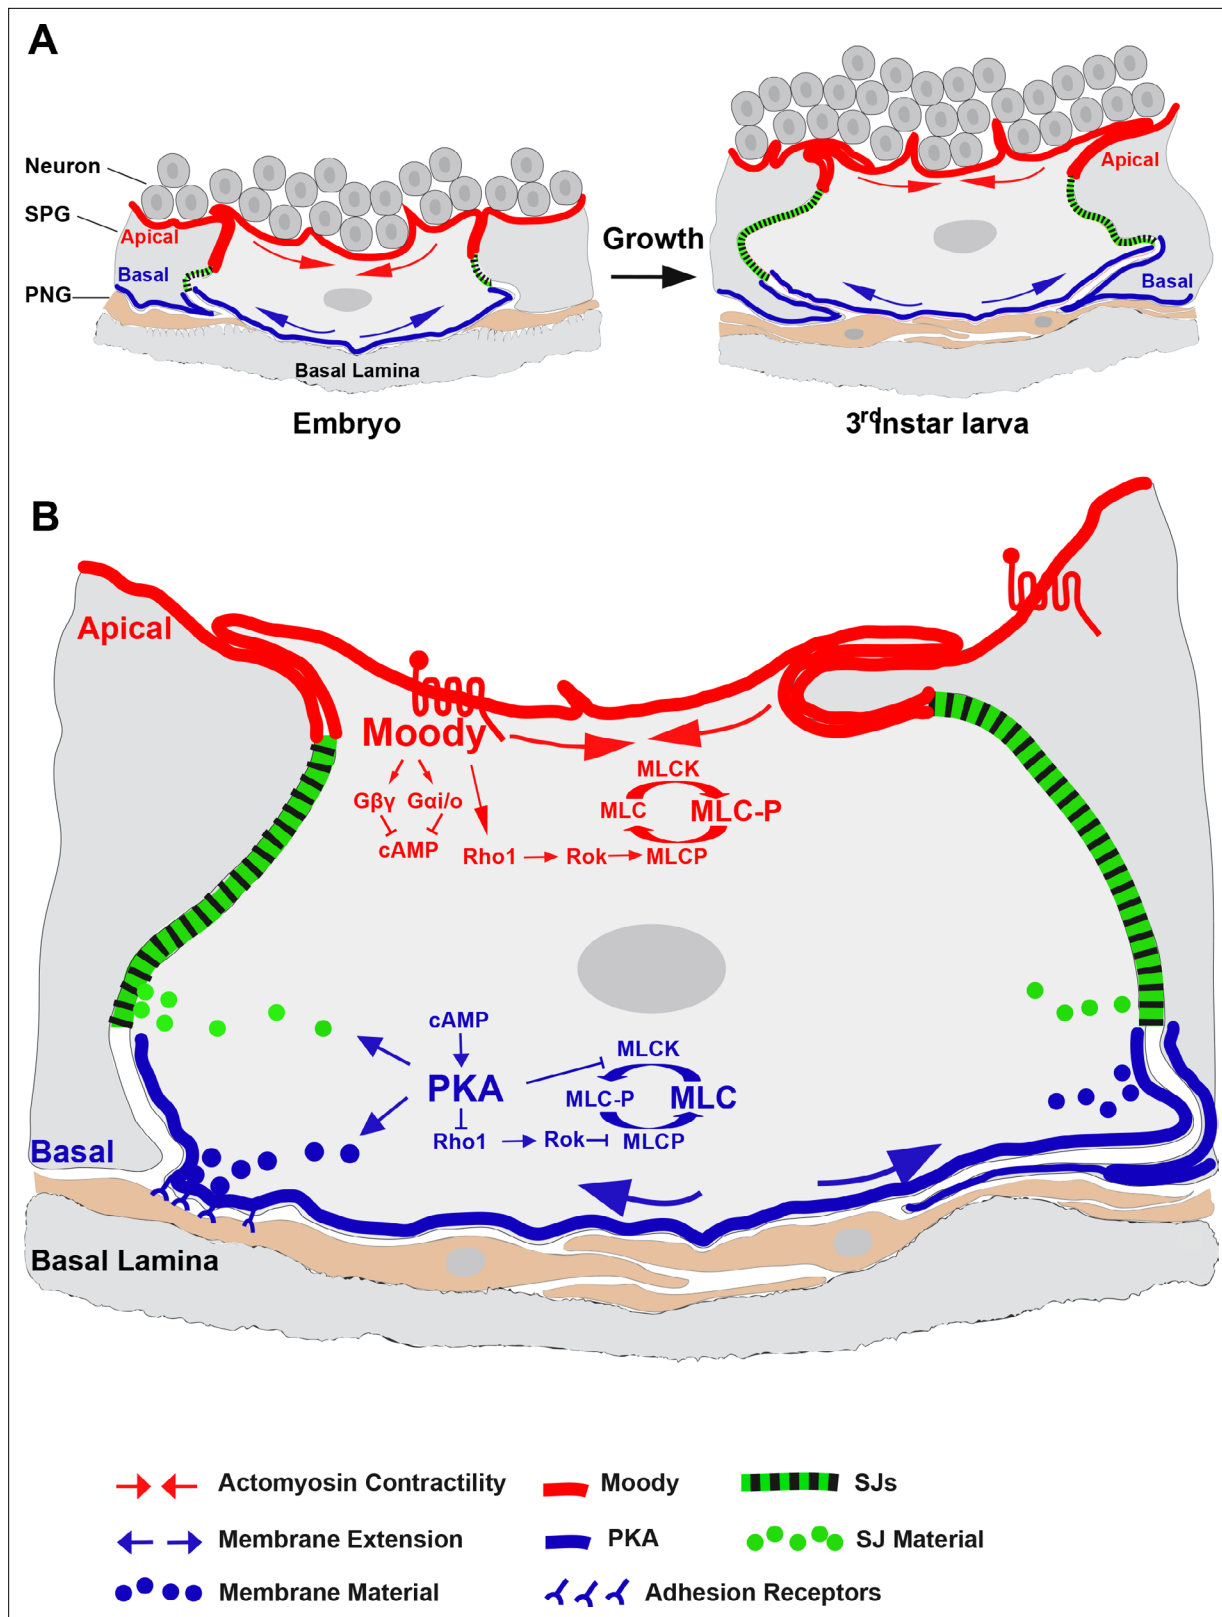 A
Neuron
SPG
Apical
Basal
PNG
Basal Lamina
Embryo
Growth
Apical
Basal
3rd Instar larva
B
Apical
Moody
Gβγ Gαi/o
cAMP
Rho1 Rok MLCP
MLCK
MLC MLC-P
cAMP
PKA
Rho1 Rok MLCP
MLCK
MLC-P MLC
Basal
Basal Lamina
Actomyosin Contractility Moody SJs
Membrane Extension PKA SJ Material
Membrane Material Adhesion Receptors